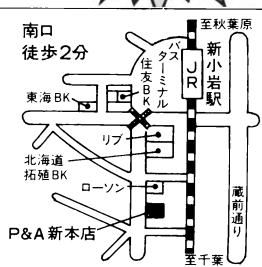 南口
徒歩2分
至秋葉原
バスターミナル
新小岩駅
JR
住友BK
東海BK
リブ
北海道
拓殖BK
ローソン
蔵前通り
P&A新本店
至千葉